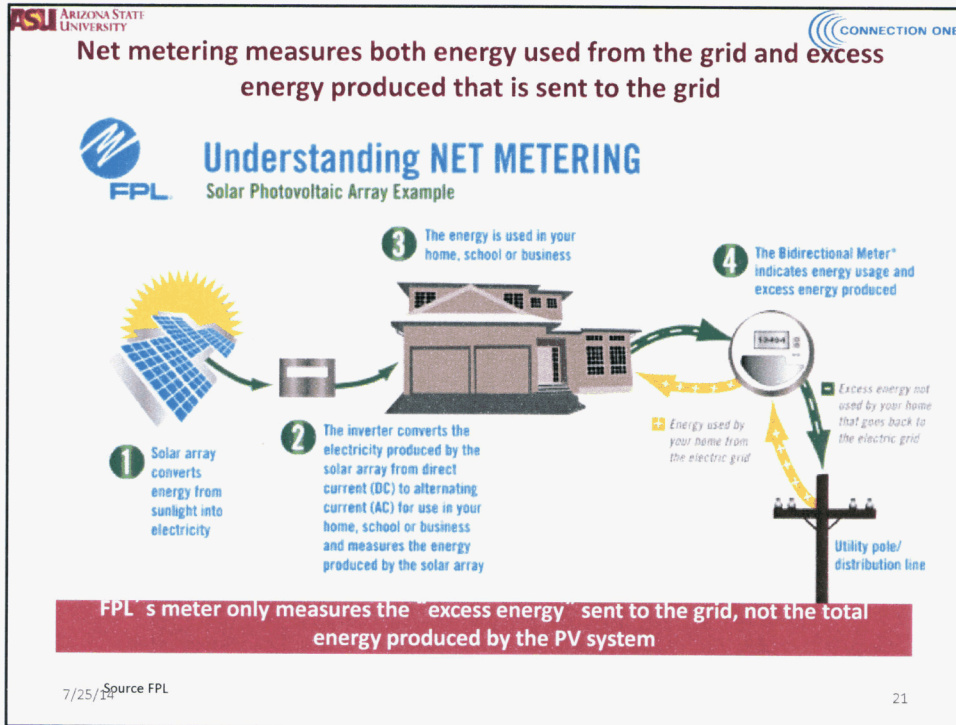 ASU ARIZONA STATE
UNIVERSITY
CONNECTION ONE
Net metering measures both energy used from the grid and excess
energy produced that is sent to the grid
FPL.
Understanding NET METERING
Solar Photovoltaic Array Example
3
The energy is used in your
home, school or business
4
The Bidirectional Meter*
indicates energy usage and
excess energy produced
Excess energy not
used by your home
that goes back to
the electric grid
Energy used by
your home from
the electric grid
1
Solar array
converts
energy from
sunlight into
electricity
2
The inverter converts the
electricity produced by the
solar array from direct
current (DC) to alternating
current (AC) for use in your
home, school or business
and measures the energy
produced by the solar array
Utility pole/
distribution line
FPL's meter only measures the "excess energy" sent to the grid, not the total
energy produced by the PV system
7/25/14
Source FPL
21